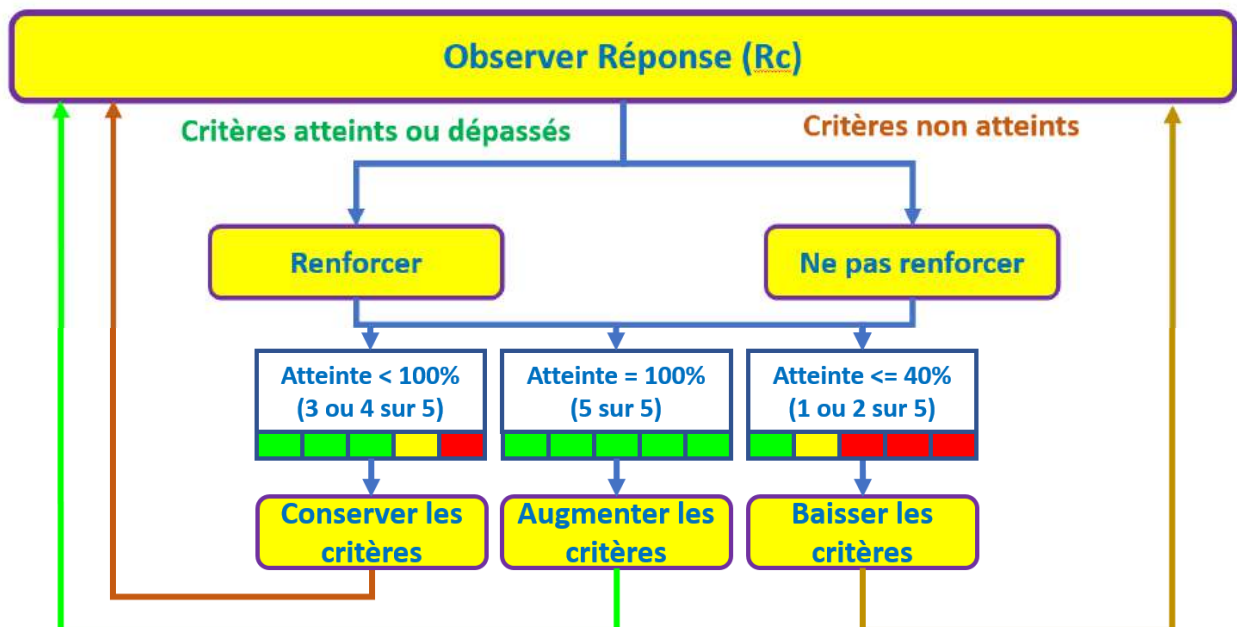 Observer Réponse (Rc)
Critères atteints ou dépassés
Critères non atteints
Renforcer
Ne pas renforcer
Atteinte < 100%
(3 ou 4 sur 5)
Atteinte = 100%
(5 sur 5)
Atteinte <= 40%
(1 ou 2 sur 5)
Conserver les
critères
Augmenter les
critères
Baisser les
critères